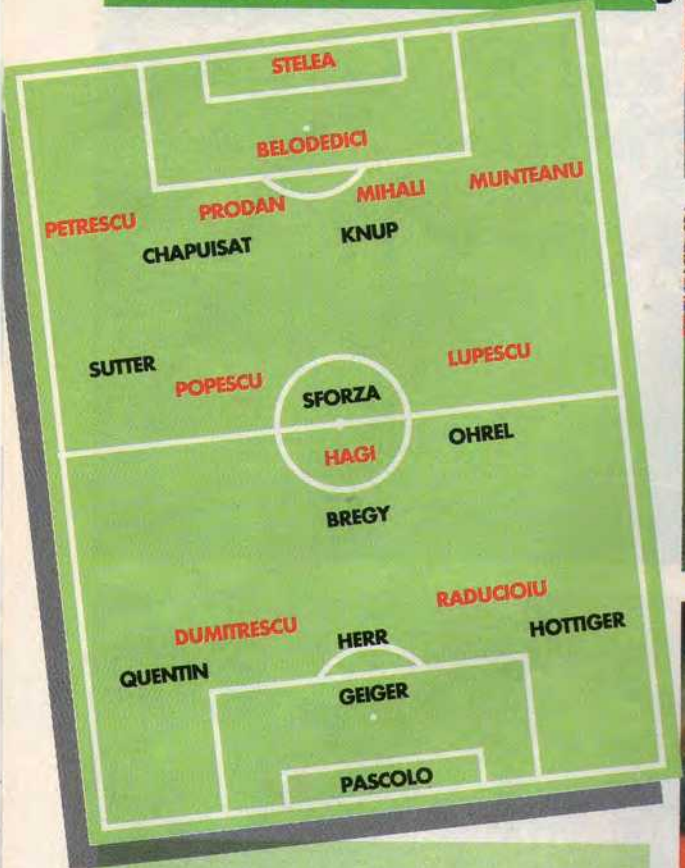 STELEA
BELODEDICI
PETRESCU PRODAN MIHALI MUNTEANU
CHAPUISAT KNUP
SUTTER POPESCU SFORZA LUPESCU
HAGI OHREL
BREGY
DUMITRESCU RADUCIOIU
QUENTIN HERR HOTTIGER
GEIGER
PASCOLO